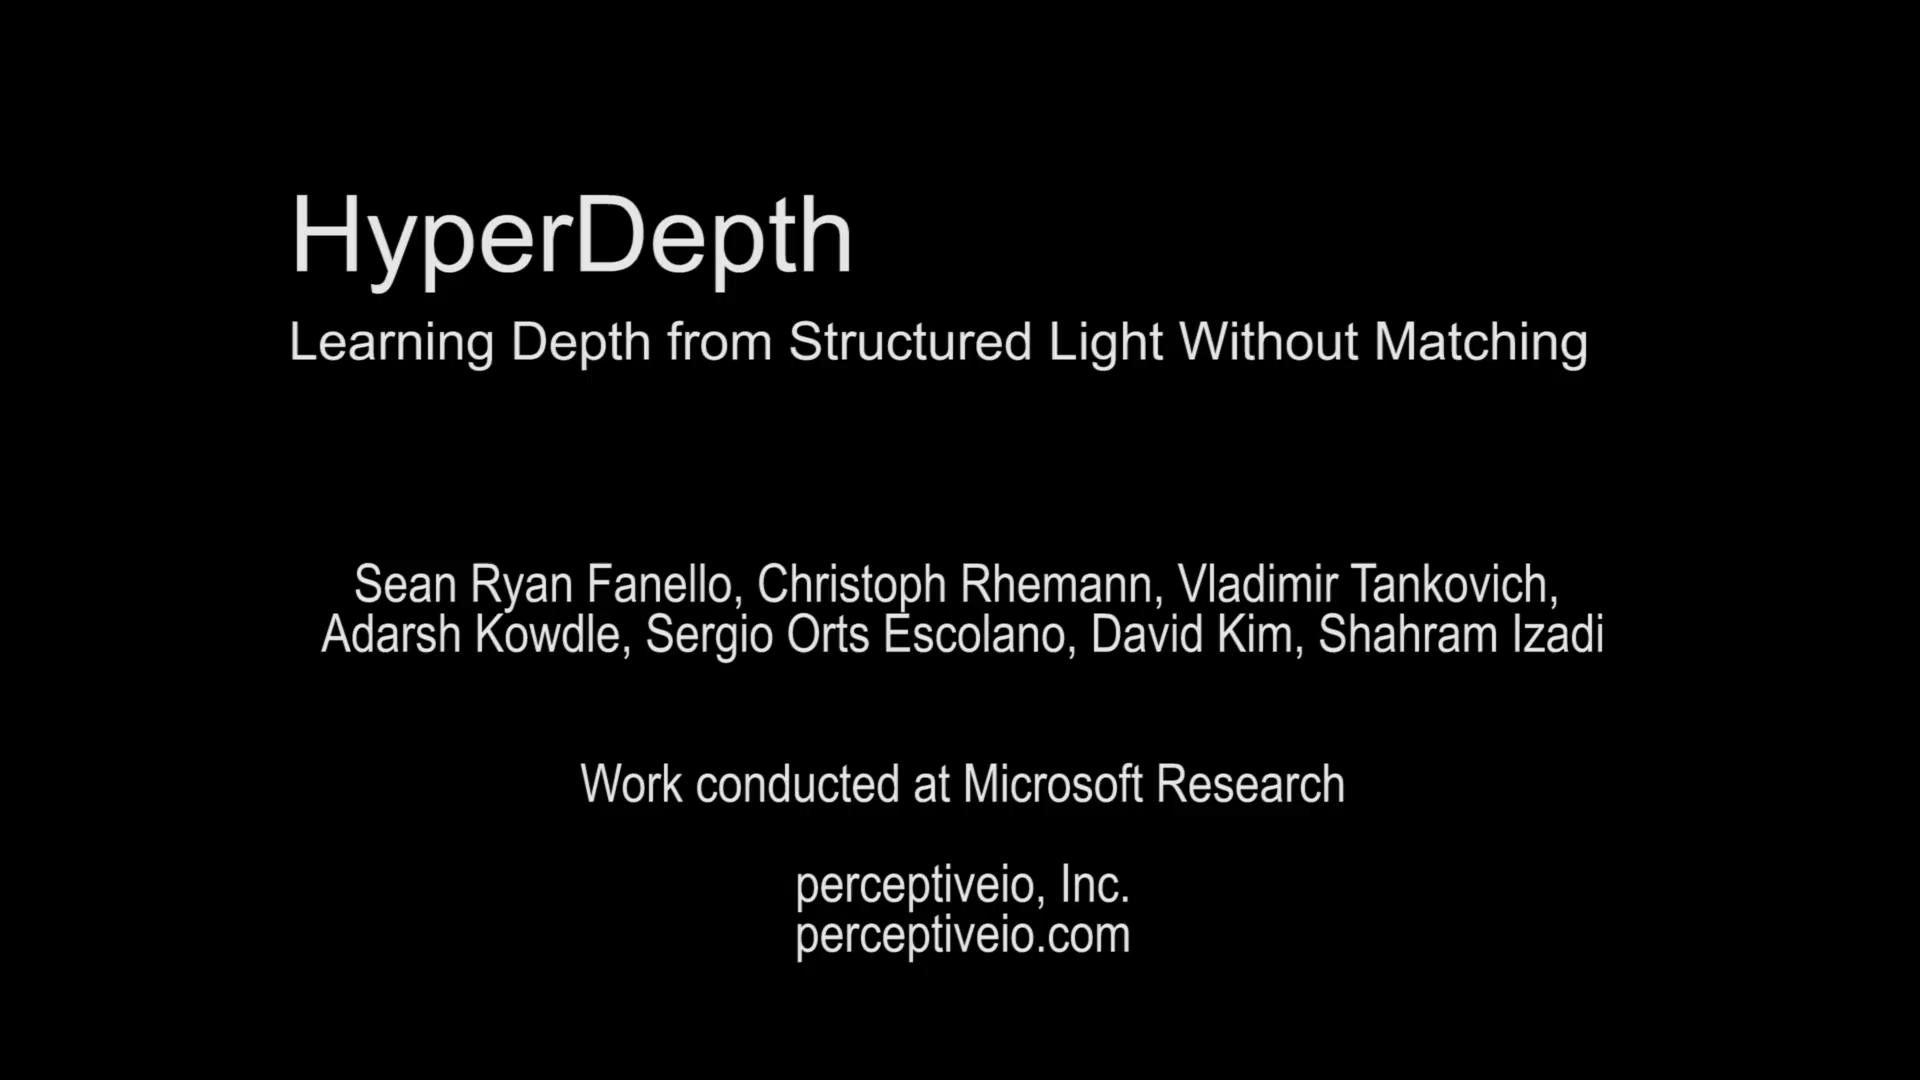 HyperDepth
Learning Depth from Structured Light Without Matching
Sean Ryan Fanello, Christoph Rhemann, Vladimir Tankovich,
Adarsh Kowdle, Sergio Orts Escolano, David Kim, Shahram Izadi
Work conducted at Microsoft Research
perceptiveio, Inc.
perceptiveio.com